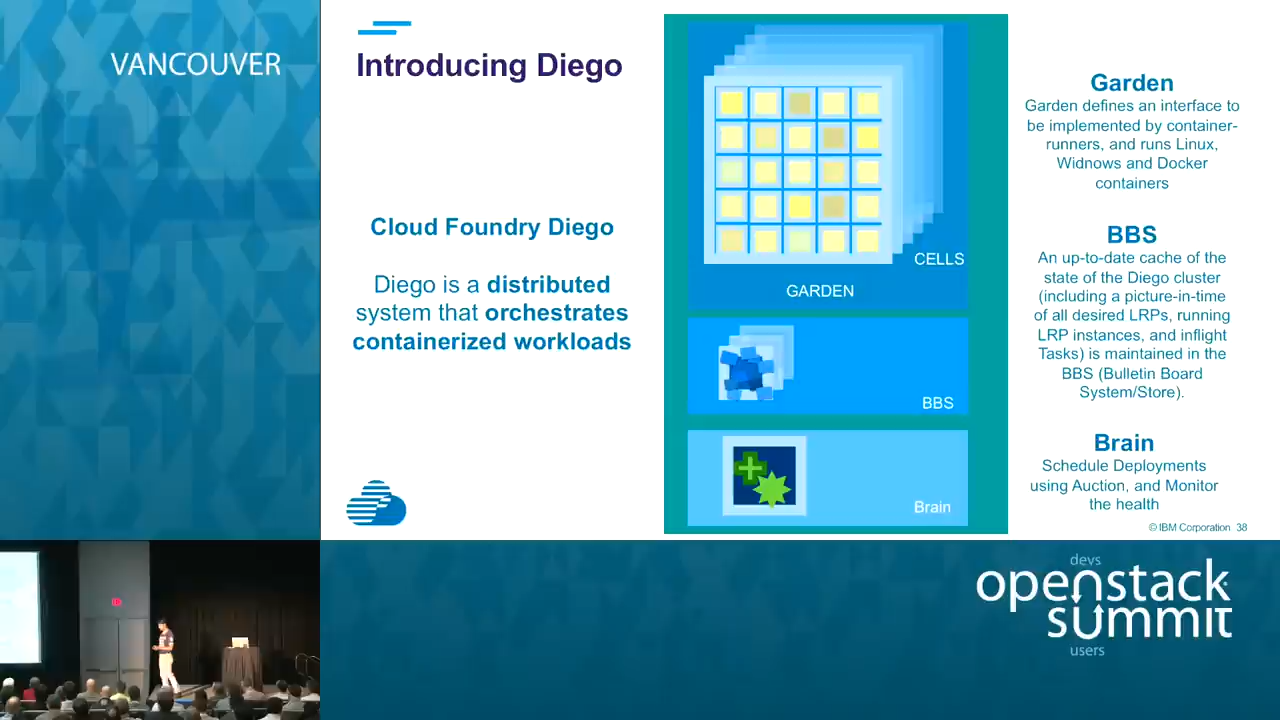 VANCOUVER
Introducing Diego
Cloud Foundry Diego
Diego is a distributed
system that orchestrates
containerized workloads
CELLS
GARDEN
BBS
Brain
Garden
Garden defines an interface to
be implemented by container-
runners, and runs Linux,
Widnows and Docker
containers
BBS
An up-to-date cache of the
state of the Diego cluster
(including a picture-in-time
of all desired LRPs, running
LRP instances, and inflight
Tasks) is maintained in the
BBS (Bulletin Board
System/Store).
Brain
Schedule Deployments
using Auction, and Monitor
the health
© IBM Corporation 38
devs
openstack
summit
users